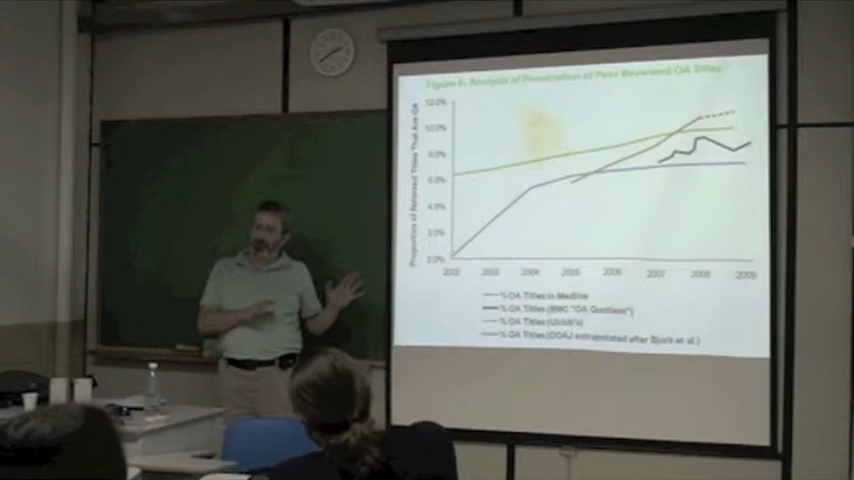 Figure 6. Analysis of Penetration of Peer Reviewed OA Titles
Proportion of Refereed Titles That Are OA
12.0%
10.0%
8.0%
6.0%
4.0%
2.0%
0.0%
2002 2003 2004 2005 2006 2007 2008 2009
% OA Titles in Medline
% OA Titles (BMC "OA Quotient")
% OA Titles (Ulrich's)
% OA Titles (DOAJ extrapolated after Bjork et al.)